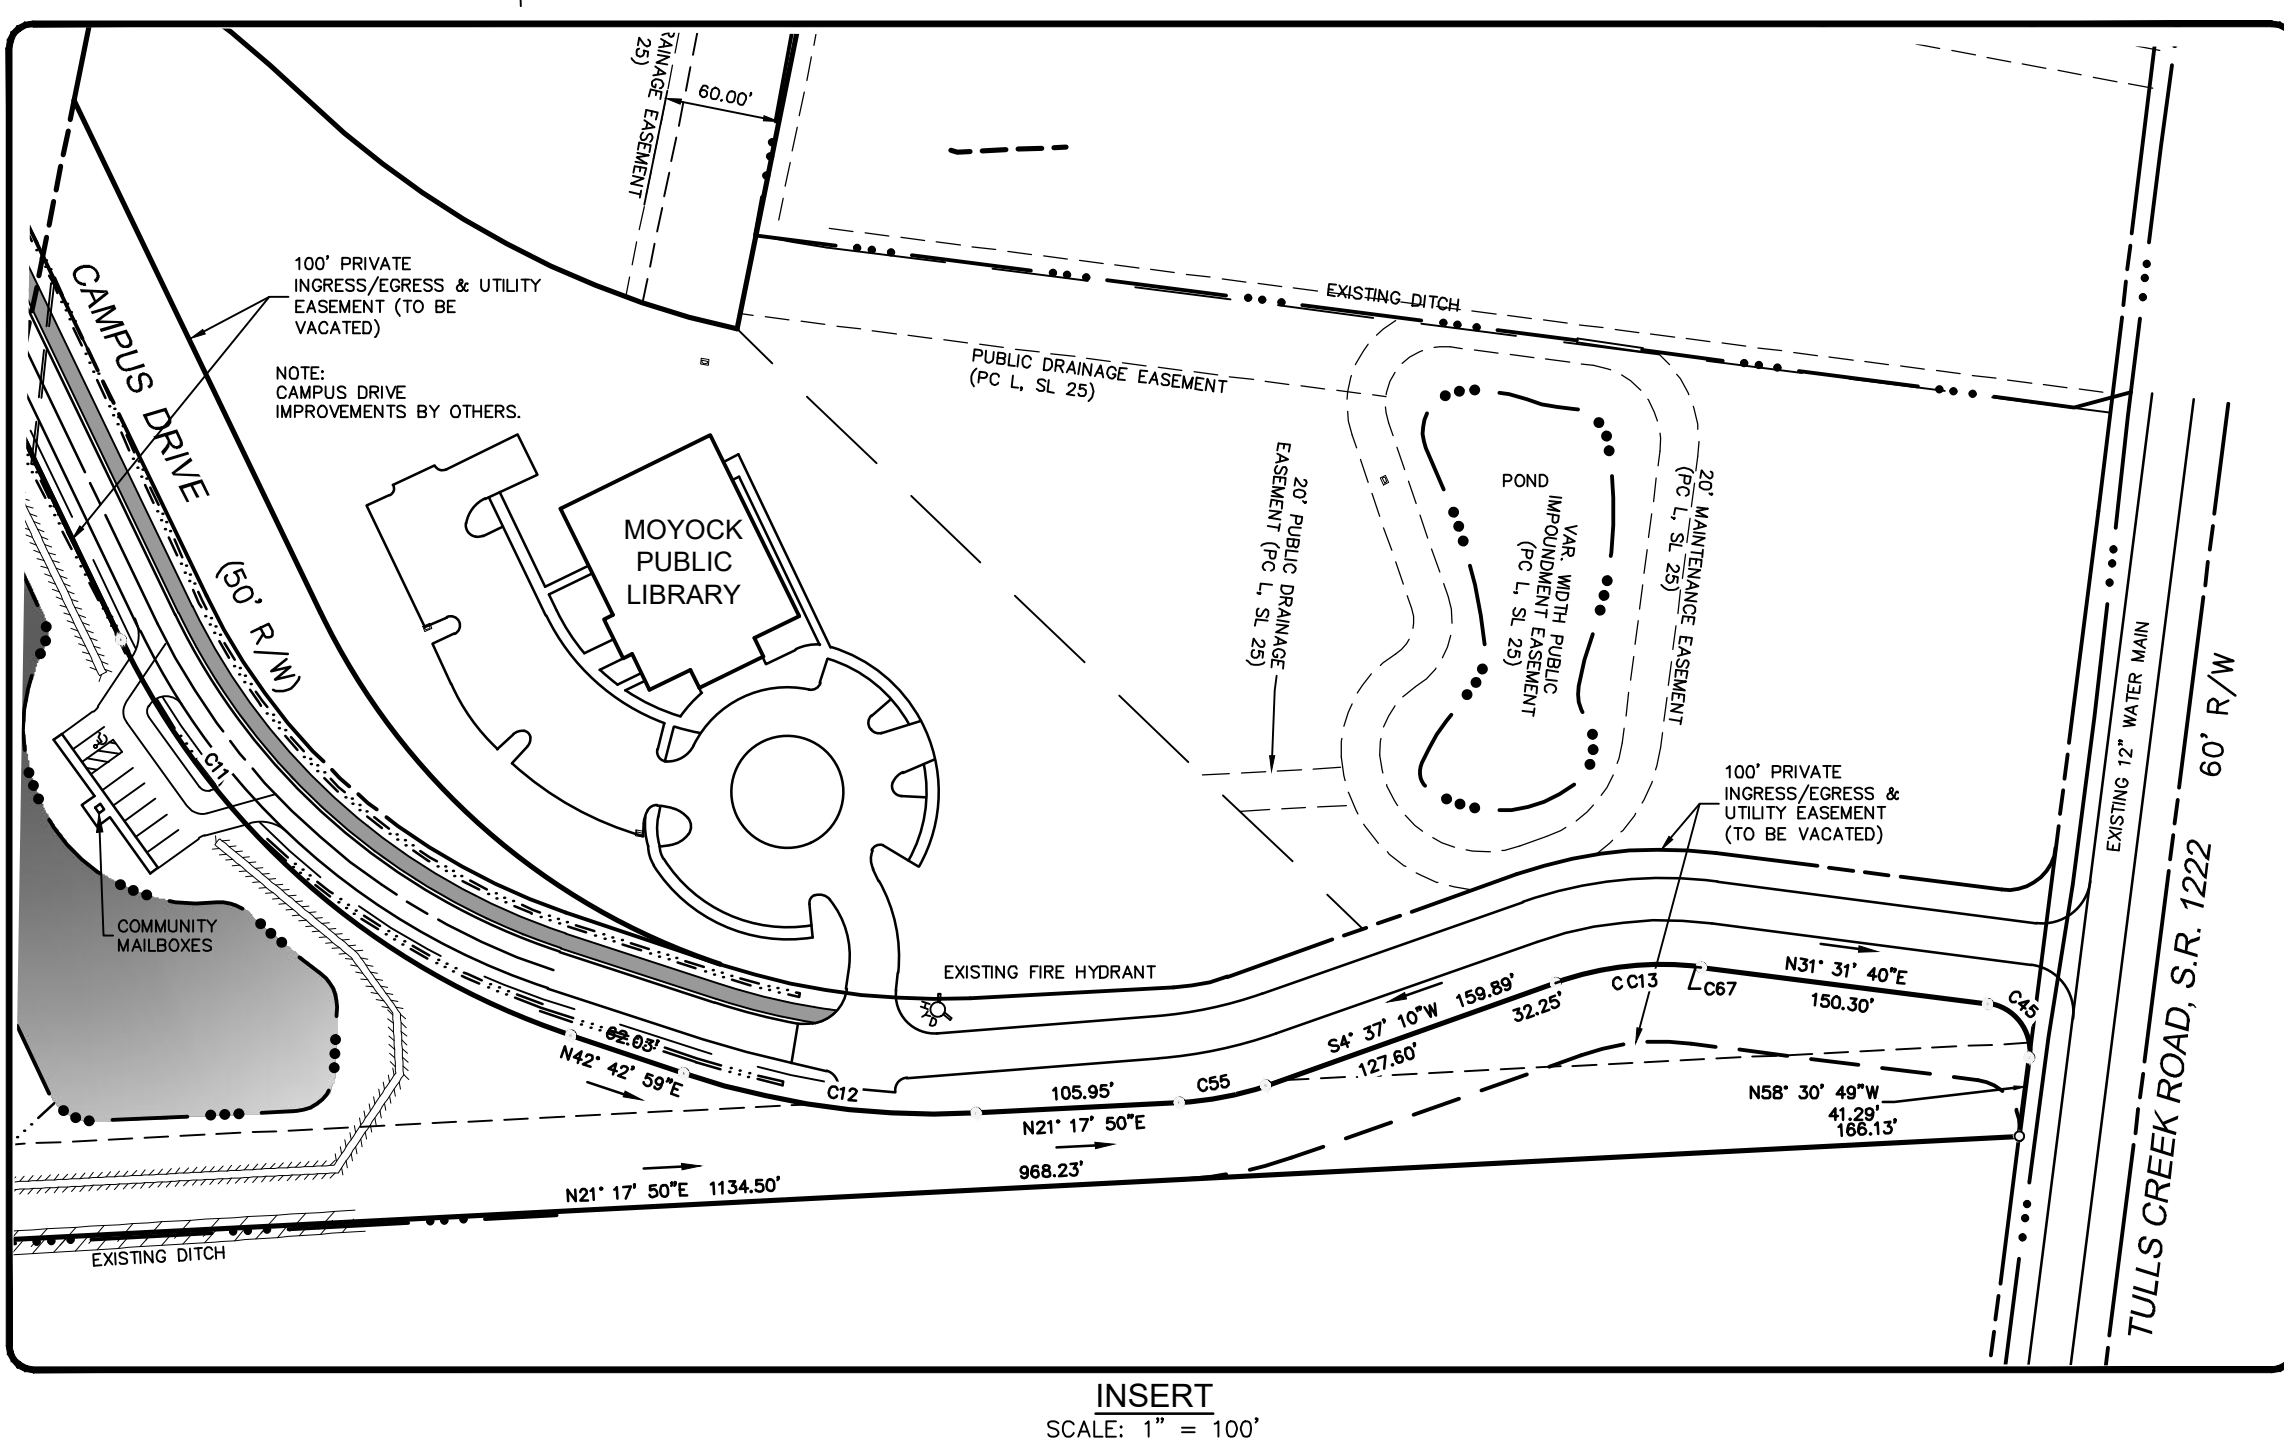 RAINAGE EASEMENT
25)
60.00'
100' PRIVATE
INGRESS/EGRESS & UTILITY
EASEMENT (TO BE
VACATED)
NOTE:
CAMPUS DRIVE
IMPROVEMENTS BY OTHERS.
CAMPUS DRIVE (50' R/W)
EXISTING DITCH
PUBLIC DRAINAGE EASEMENT
(PC L, SL 25)
MOYOCK
PUBLIC
LIBRARY
20' PUBLIC DRAINAGE
EASEMENT (PC L, SL 25)
POND
VAR. WIDTH PUBLIC
IMPOUNDMENT EASEMENT
(PC L, SL 25)
20' MAINTENANCE EASEMENT
(PC L, SL 25)
100' PRIVATE
INGRESS/EGRESS &
UTILITY EASEMENT
(TO BE VACATED)
EXISTING 12" WATER MAIN
TULLS CREEK ROAD, S.R. 1222 60' R/W
C11
COMMUNITY
MAILBOXES
EXISTING FIRE HYDRANT
HYD
62.03'
N42° 42' 59"E
C12
105.95'
N21° 17' 50"E
C55
S4° 37' 10"W 159.89'
127.60'
32.25'
C C13
C67
N31° 31' 40"E
150.30'
C45
N58° 30' 49"W
41.29'
166.13'
968.23'
N21° 17' 50"E 1134.50'
EXISTING DITCH
INSERT
SCALE: 1" = 100'